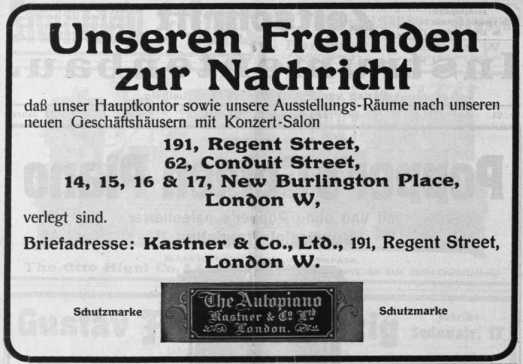 Unseren Freunden
zur Nachricht
daß unser Hauptkontor sowie unsere Ausstellungs-Räume nach unseren
neuen Geschäftshäusern mit Konzert-Salon
191, Regent Street,
62, Conduit Street,
14, 15, 16 & 17, New Burlington Place,
London W,
verlegt sind.
Briefadresse: Kastner & Co., Ltd., 191, Regent Street,
London W.
Schutzmarke
The Autopiano
Kastner & Co Ltd
London.
Schutzmarke